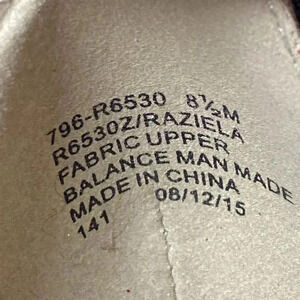 796-R6530 8½M
R6530Z/RAZIELA
FABRIC UPPER
BALANCE MAN MADE
MADE IN CHINA
141 08/12/15